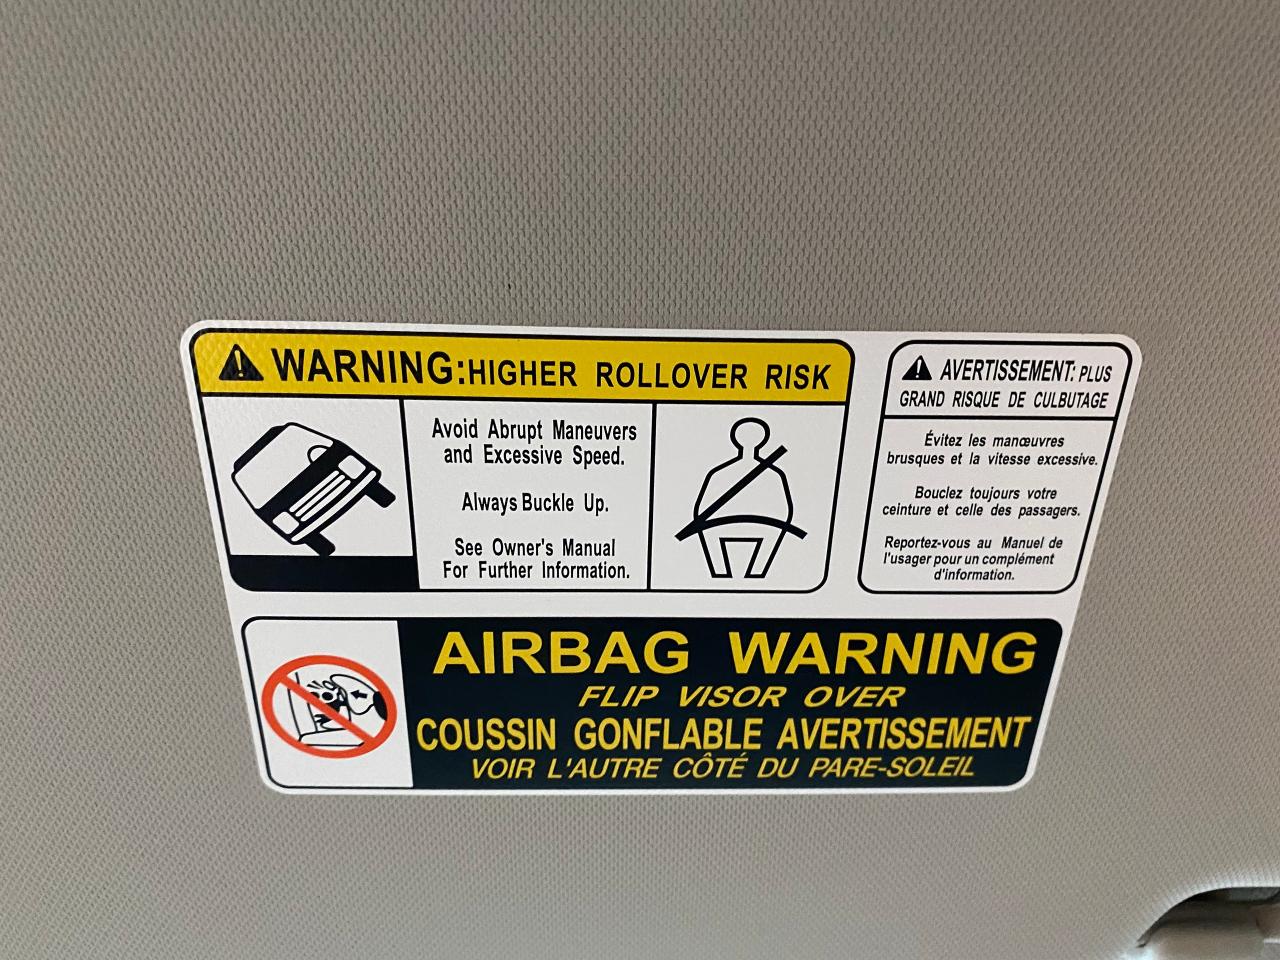 WARNING:HIGHER ROLLOVER RISK
Avoid Abrupt Maneuvers
and Excessive Speed.
Always Buckle Up.
See Owner's Manual
For Further Information.
AVERTISSEMENT: PLUS
GRAND RISQUE DE CULBUTAGE
Évitez les manœuvres
brusques et la vitesse excessive.
Bouclez toujours votre
ceinture et celle des passagers.
Reportez-vous au Manuel de
l'usager pour un complément
d'information.
AIRBAG WARNING
FLIP VISOR OVER
COUSSIN GONFLABLE AVERTISSEMENT
VOIR L'AUTRE CÔTÉ DU PARE-SOLEIL